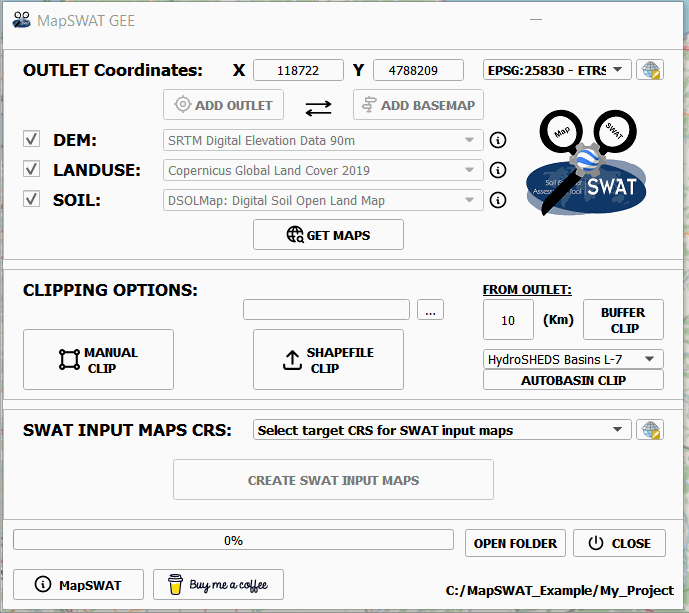 MapSWAT GEE
OUTLET Coordinates: X 118722 Y 4788209 EPSG:25830 - ETRS
ADD OUTLET ADD BASEMAP
DEM: SRTM Digital Elevation Data 90m
LANDUSE: Copernicus Global Land Cover 2019
SOIL: DSOLMap: Digital Soil Open Land Map
Map SWAT
Soil &
Assessment Tool SWAT
GET MAPS
CLIPPING OPTIONS:
FROM OUTLET:
...
10 (Km) BUFFER
CLIP
MANUAL
CLIP
SHAPEFILE
CLIP
HydroSHEDS Basins L-7
AUTOBASIN CLIP
SWAT INPUT MAPS CRS: Select target CRS for SWAT input maps
CREATE SWAT INPUT MAPS
0% OPEN FOLDER CLOSE
MapSWAT Buy me a coffee
C:/MapSWAT_Example/My_Project